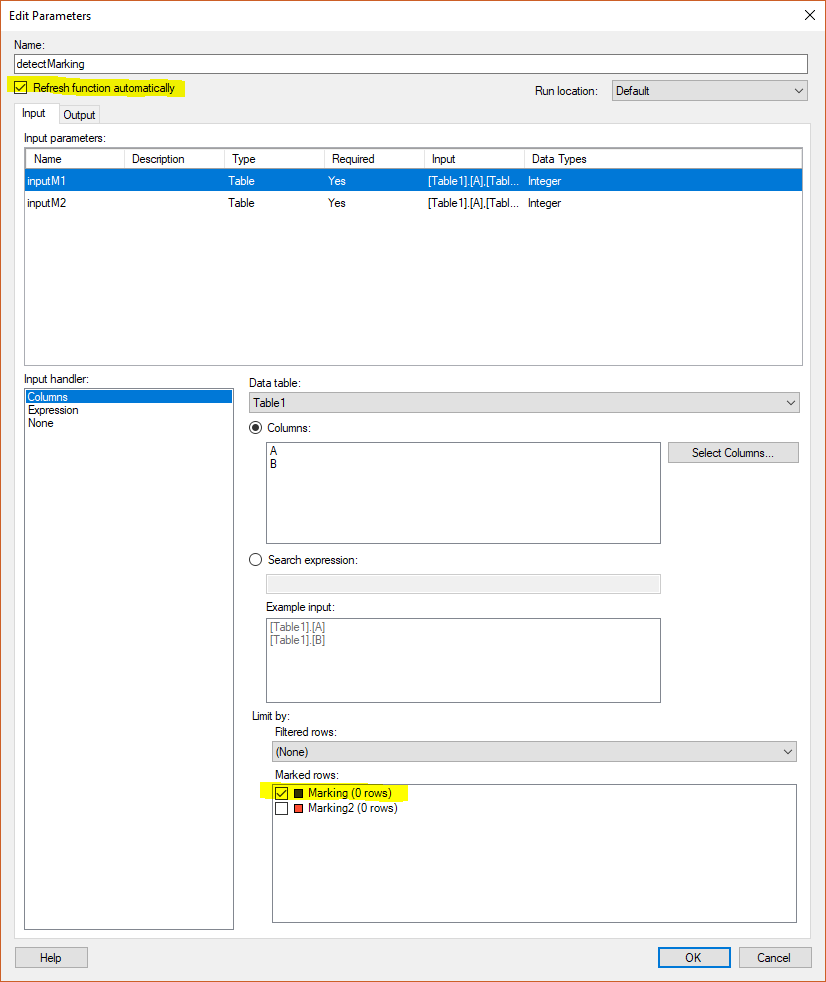 Edit Parameters
Name:
detectMarking
Refresh function automatically
Run location:
Default
Input
Output
Input parameters:
Name Description Type Required Input Data Types
inputM1 Table Yes [Table1].[A],[Tabl... Integer
inputM2 Table Yes [Table1].[A],[Tabl... Integer
Input handler:
Columns
Expression
None
Data table:
Table1
Columns:
A
B
Select Columns...
Search expression:
Example input:
[Table1].[A]
[Table1].[B]
Limit by:
Filtered rows:
(None)
Marked rows:
Marking (0 rows)
Marking2 (0 rows)
Help
OK
Cancel